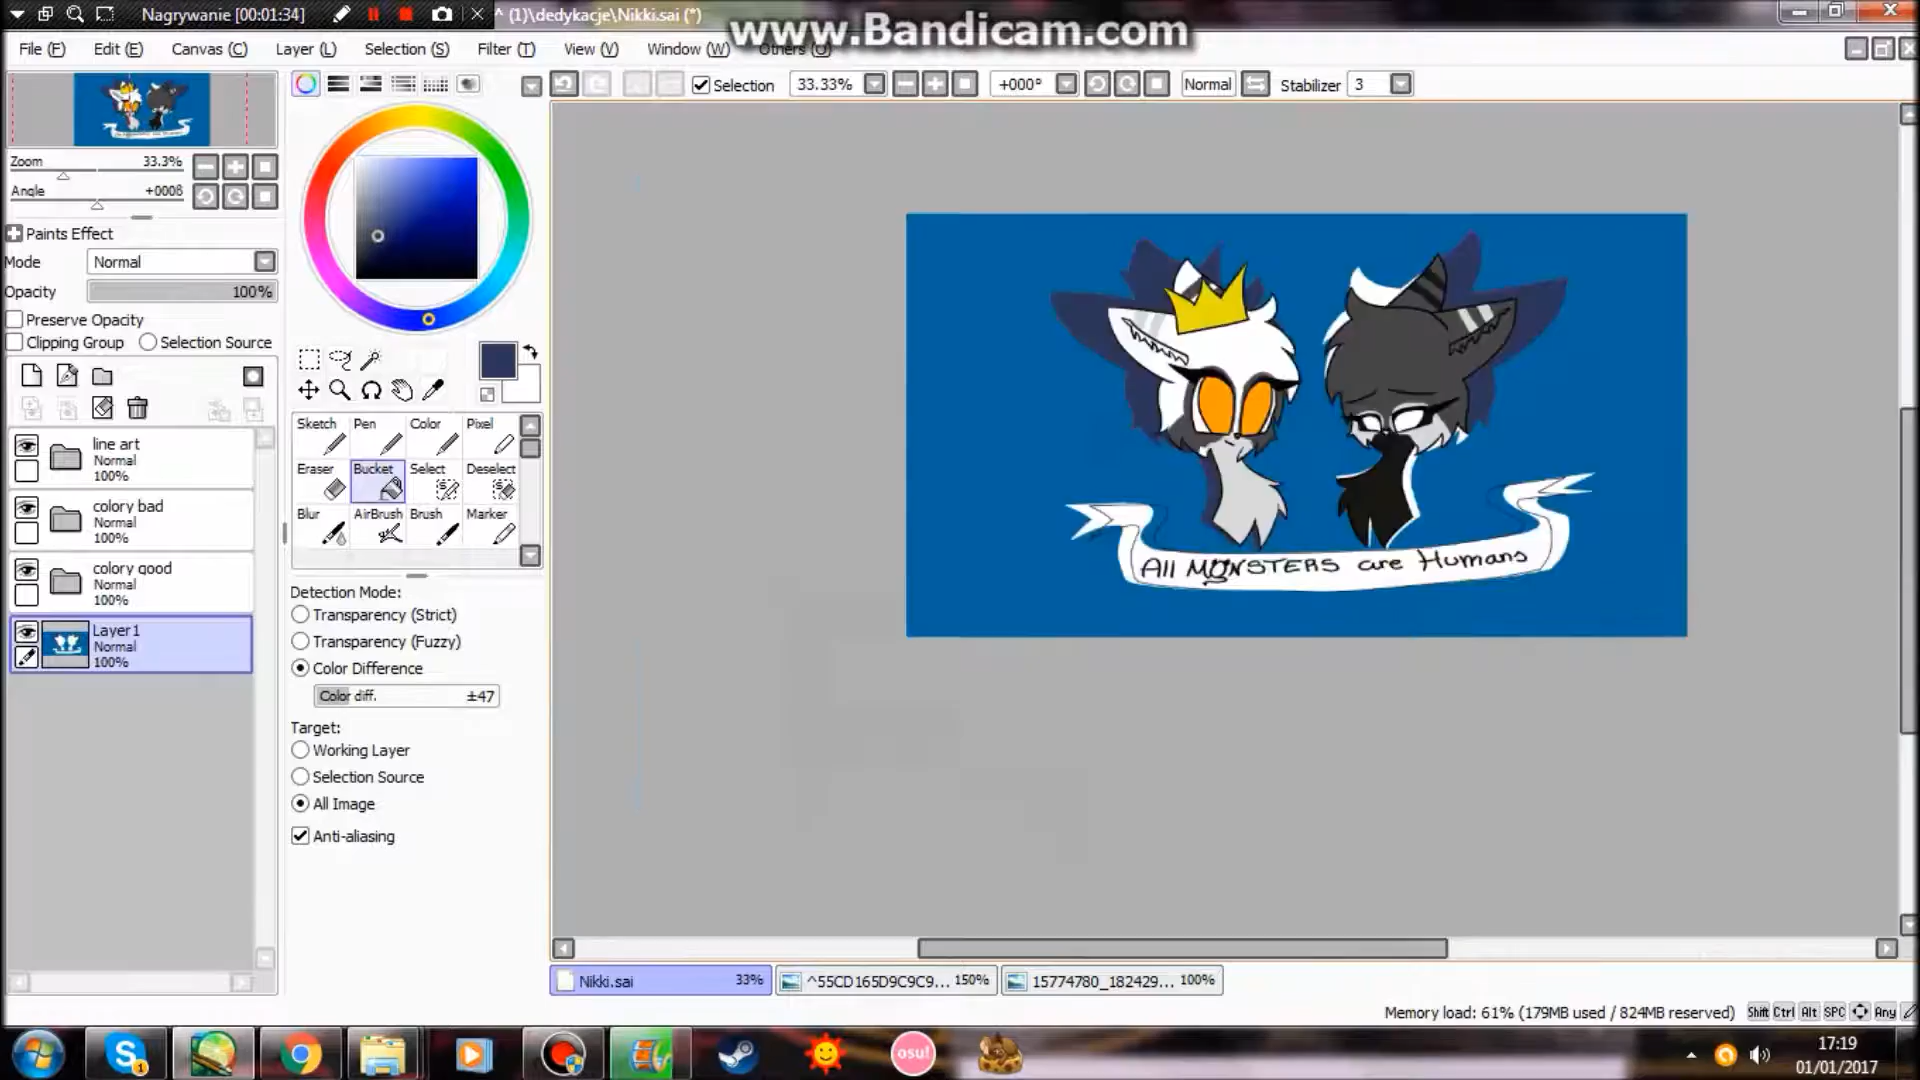 Nagrywanie [00:01:34]
^ (1)\dedykacje\Nikki.sai (*)
www.Bandicam.com
File (F) Edit (E) Canvas (C) Layer (L) Selection (S) Filter (T) View (V) Window (W) Others (O)
Selection 33.33% +000° Normal Stabilizer 3
Zoom 33.3%
Angle +000ß
Paints Effect
Mode Normal
Opacity 100%
Preserve Opacity
Clipping Group Selection Source
line art
Normal
100%
colory bad
Normal
100%
colory good
Normal
100%
Layer1
Normal
100%
Sketch Pen Color Pixel
Eraser Bucket Select Deselect
Blur AirBrush Brush Marker
Detection Mode:
Transparency (Strict)
Transparency (Fuzzy)
Color Difference
Color diff. ±47
Target:
Working Layer
Selection Source
All Image
Anti-aliasing
All MONSTERS are Humans
Nikki.sai 33% ^55CD165D9C9C9... 150% 15774780_182429... 100%
Memory load: 61% (179MB used / 824MB reserved) Shift Ctrl Alt SPC Any
osu!
17:19
01/01/2017